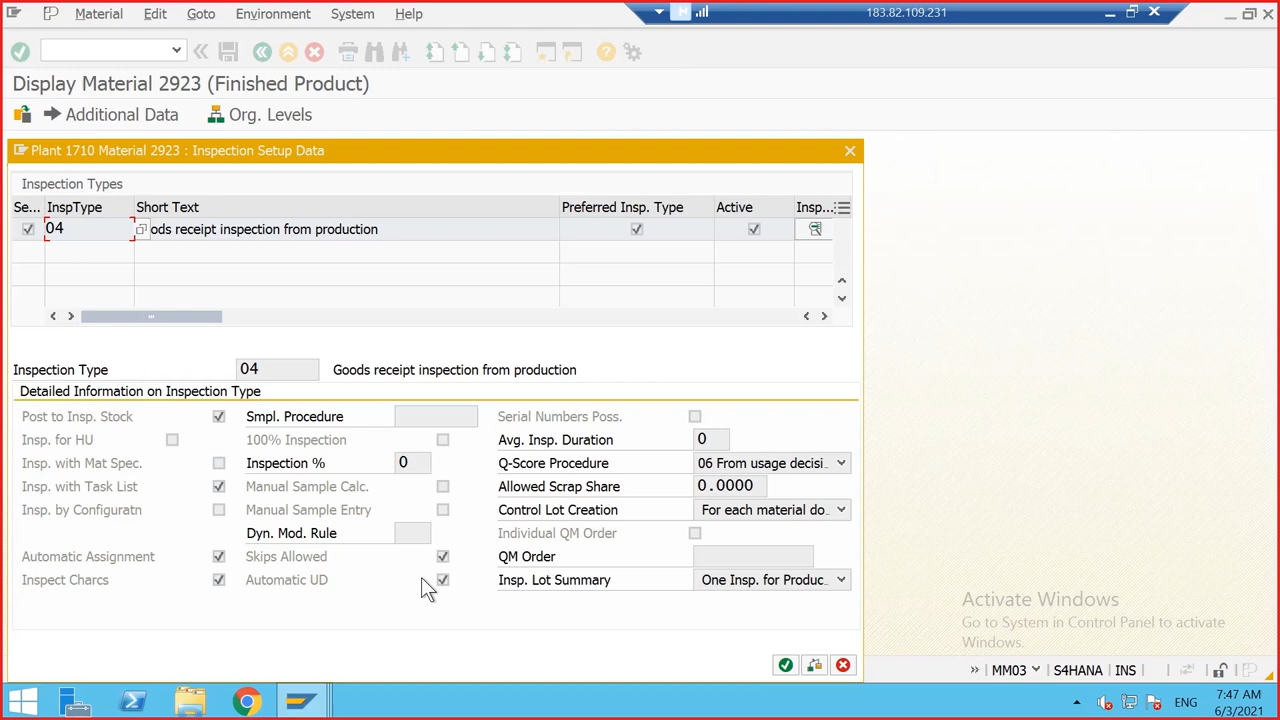 Material Edit Goto Environment System Help
183.82.109.231
Display Material 2923 (Finished Product)
Additional Data Org. Levels
Plant 1710 Material 2923 : Inspection Setup Data
Inspection Types
Se... InspType Short Text Preferred Insp. Type Active Insp...
04 ods receipt inspection from production
Inspection Type 04 Goods receipt inspection from production
Detailed Information on Inspection Type
Post to Insp. Stock Smpl. Procedure Serial Numbers Poss.
Insp. for HU 100% Inspection Avg. Insp. Duration 0
Insp. with Mat Spec. Inspection % 0 Q-Score Procedure 06 From usage decisi..
Insp. with Task List Manual Sample Calc. Allowed Scrap Share 0.0000
Insp. by Configuratn Manual Sample Entry Control Lot Creation For each material do..
Dyn. Mod. Rule Individual QM Order
Automatic Assignment Skips Allowed QM Order
Inspect Charcs Automatic UD Insp. Lot Summary One Insp. for Produc..
Activate Windows
Go to System in Control Panel to activate
Windows.
MM03 S4HANA INS
ENG 7:47 AM
6/3/2021